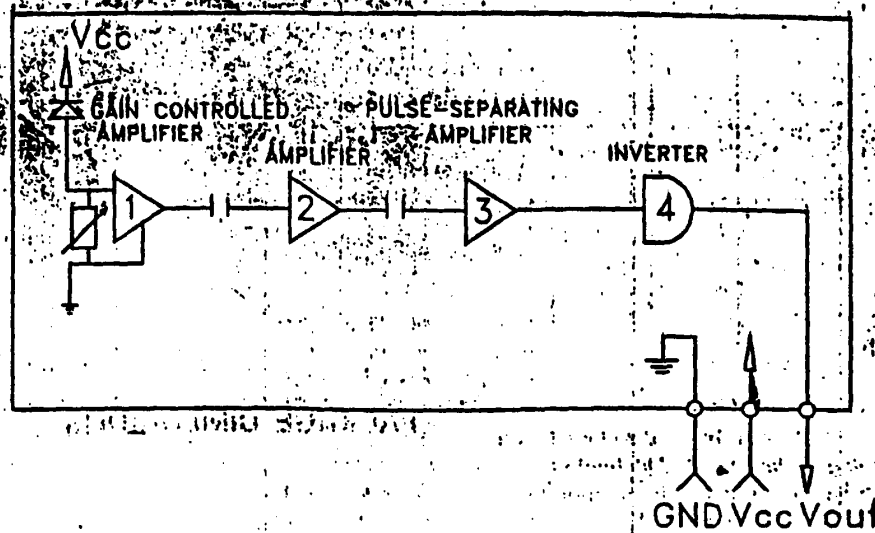 Vcc
GAIN CONTROLLED
AMPLIFIER
AMPLIFIER
PULSE-SEPARATING
AMPLIFIER
INVERTER
1
2
3
4
GND Vcc Vout